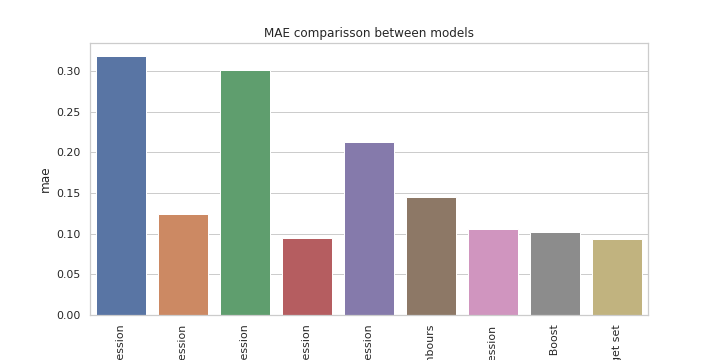 MAE comparisson between models
mae
0.30
0.25
0.20
0.15
0.10
0.05
0.00
ession
ession
ession
ession
ession
nbours
ession
Boost
get set